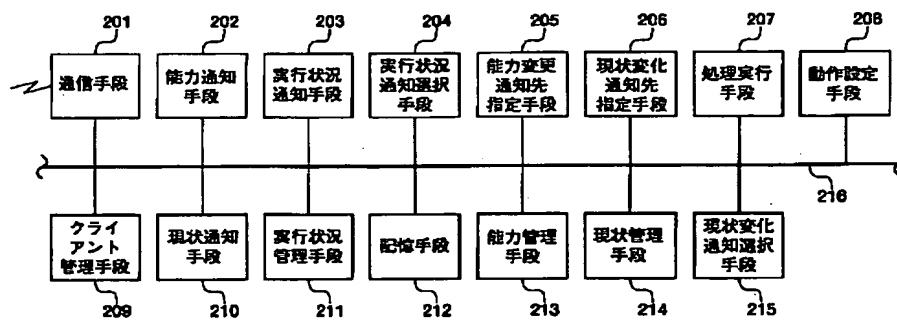 201
202
203
204
205
206
207
208
通信手段
能力通知
手段
実行状況
通知手段
実行状況
通知選択
手段
能力変更
通知先
指定手段
現状変化
通知先
指定手段
処理実行
手段
動作設定
手段
216
クライ
アント
管理手段
現状通知
手段
実行状況
管理手段
記憶手段
能力管理
手段
現状管理
手段
現状変化
通知選択
手段
209
210
211
212
213
214
215